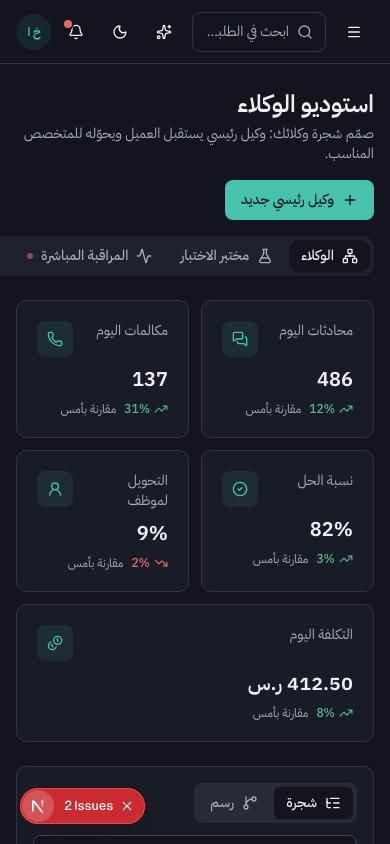 ابحث في الطلبـ...
خ ا
استوديو الوكلاء
صمّم شجرة وكلائك: وكيل رئيسي يستقبل العميل ويحوّله للمتخصص
المناسب.
وكيل رئيسي جديد
الوكلاء
مختبر الاختبار
المراقبة المباشرة
محادثات اليوم
486
12% مقارنة بأمس
مكالمات اليوم
137
31% مقارنة بأمس
نسبة الحل
82%
3% مقارنة بأمس
التحويل
لموظف
9%
2% مقارنة بأمس
التكلفة اليوم
412.50 ر.س
8% مقارنة بأمس
شجرة
رسم
N 2 Issues